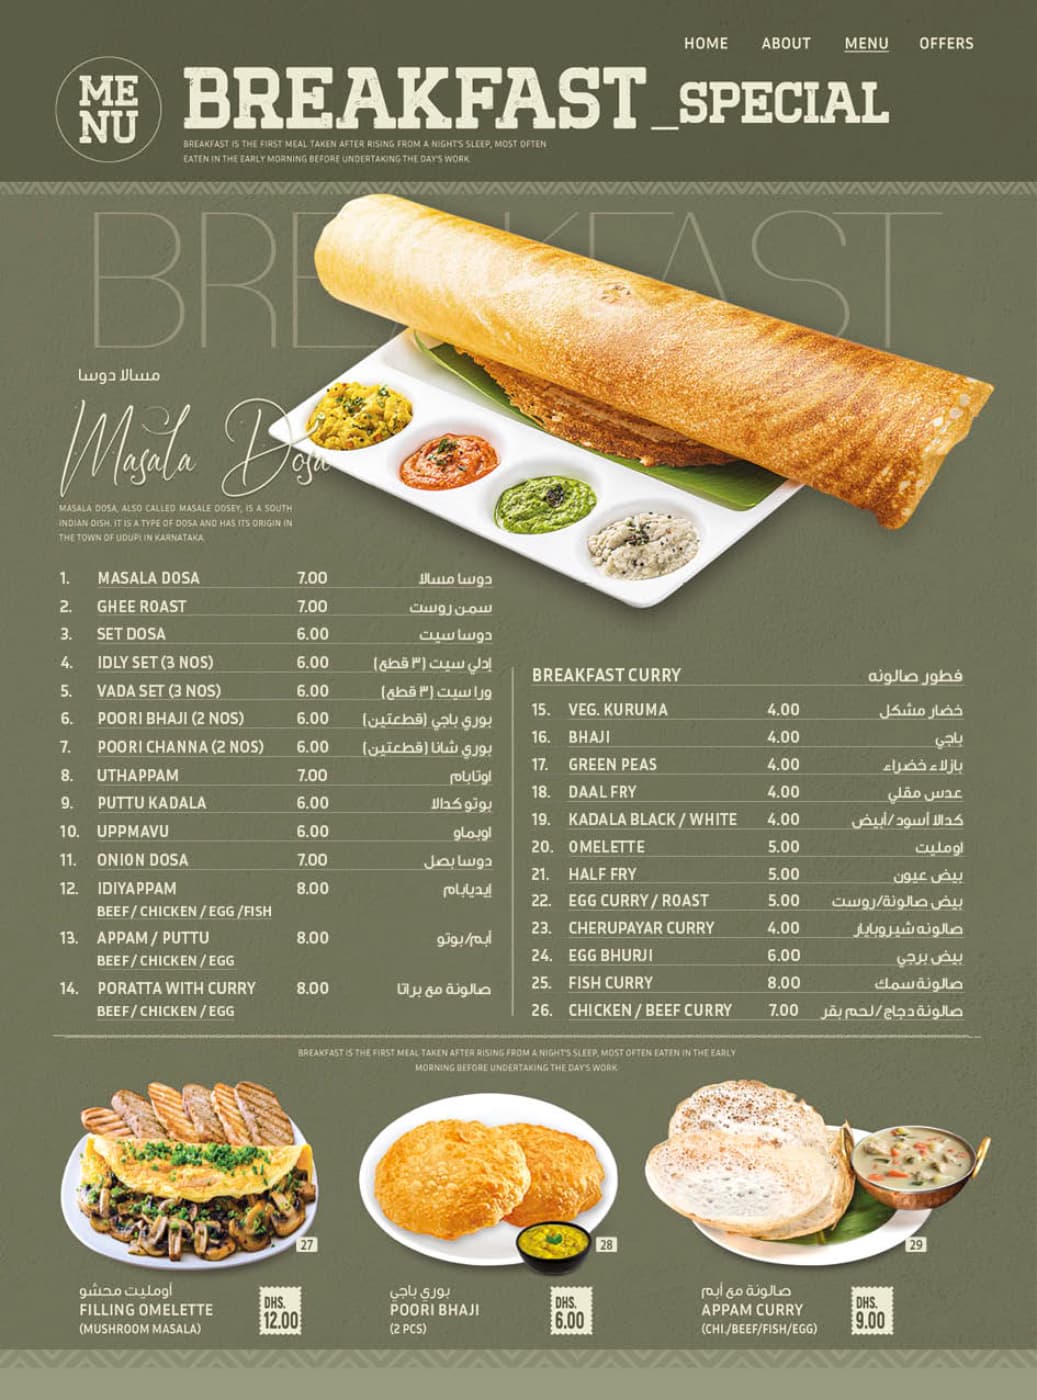 HOME ABOUT MENU OFFERS
ME
NU
BREAKFAST _SPECIAL
BREAKFAST IS THE FIRST MEAL TAKEN AFTER RISING FROM A NIGHT'S SLEEP, MOST OFTEN
EATEN IN THE EARLY MORNING BEFORE UNDERTAKING THE DAY'S WORK.
BREAKFAST
مسالا دوسا
Masala Dosa
MASALA DOSA, ALSO CALLED MASALE DOSEY, IS A SOUTH
INDIAN DISH. IT IS A TYPE OF DOSA AND HAS ITS ORIGIN IN
THE TOWN OF UDUPI IN KARNATAKA.
1. MASALA DOSA 7.00 دوسا مسالا
2. GHEE ROAST 7.00 سمن روست
3. SET DOSA 6.00 دوسا سيت
4. IDLY SET (3 NOS) 6.00 إدلي سيت (٣ قطع)
5. VADA SET (3 NOS) 6.00 ورا سيت (٣ قطع)
6. POORI BHAJI (2 NOS) 6.00 بوري باجي (قطعتين)
7. POORI CHANNA (2 NOS) 6.00 بوري شانا (قطعتين)
8. UTHAPPAM 7.00 اوتابام
9. PUTTU KADALA 6.00 بوتو كدالا
10. UPPMAVU 6.00 اوبماو
11. ONION DOSA 7.00 دوسا بصل
12. IDIYAPPAM 8.00 إيديابام
BEEF / CHICKEN / EGG /FISH
13. APPAM / PUTTU 8.00 أبم/بوتو
BEEF / CHICKEN / EGG
14. PORATTA WITH CURRY 8.00 صالونة مع براتا
BEEF / CHICKEN / EGG
BREAKFAST CURRY فطور صالونه
15. VEG. KURUMA 4.00 خضار مشكل
16. BHAJI 4.00 باجي
17. GREEN PEAS 4.00 بازلاء خضراء
18. DAAL FRY 4.00 عدس مقلي
19. KADALA BLACK / WHITE 4.00 كدالا أسود/أبيض
20. OMELETTE 5.00 اومليت
21. HALF FRY 5.00 بيض عيون
22. EGG CURRY / ROAST 5.00 بيض صالونة/روست
23. CHERUPAYAR CURRY 4.00 صالونه شيروبايار
24. EGG BHURJI 6.00 بيض برجي
25. FISH CURRY 8.00 صالونة سمك
26. CHICKEN / BEEF CURRY 7.00 صالونة دجاج/لحم بقر
BREAKFAST IS THE FIRST MEAL TAKEN AFTER RISING FROM A NIGHT'S SLEEP, MOST OFTEN EATEN IN THE EARLY
MORNING BEFORE UNDERTAKING THE DAY'S WORK.
27
أومليت محشو
FILLING OMELETTE
(MUSHROOM MASALA)
DHS.
12.00
28
بوري باجي
POORI BHAJI
(2 PCS)
DHS.
6.00
29
صالونة مع أبم
APPAM CURRY
(CHI./BEEF/FISH/EGG)
DHS.
9.00